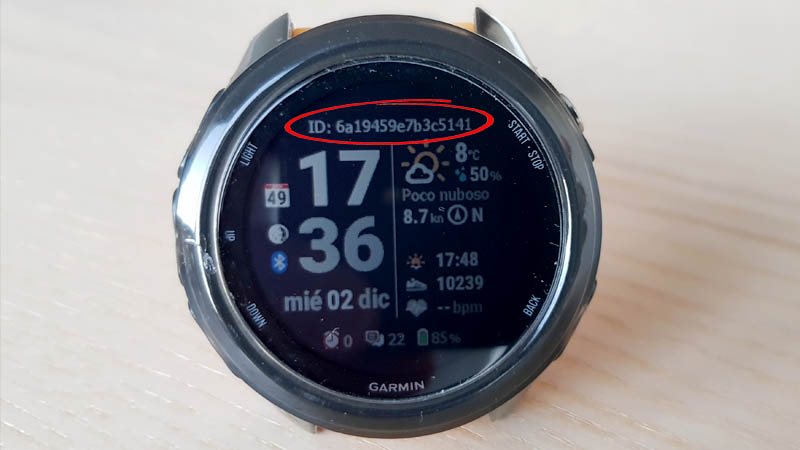 ID: 6a19459e7b3c5141
LIGHT
START · STOP
17
8°C
50%
49
Poco nuboso
8.7 kn N
UP
36
17:48
10239
mié 02 dic
-- bpm
DOWN
BACK
0
22
85%
GARMIN